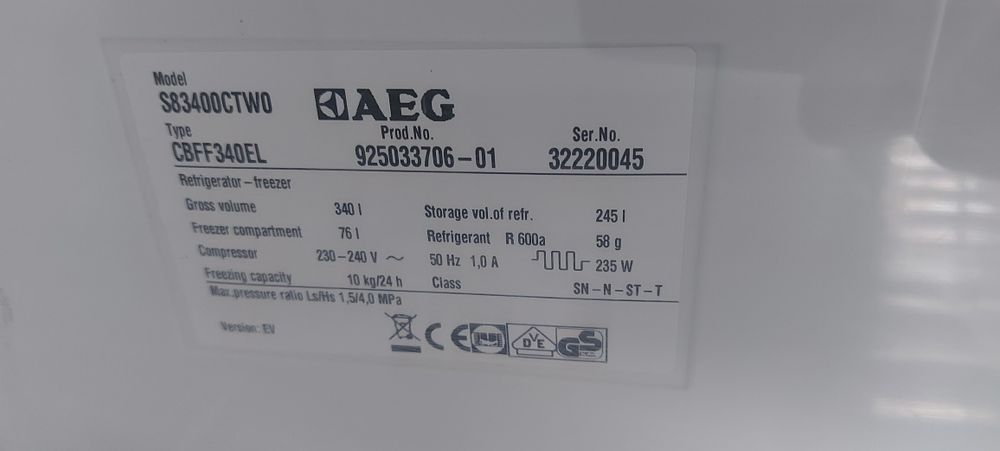 Model
S83400CTW0
AEG
Type
CBFF340EL
Prod.No.
925033706-01
Ser.No.
32220045
Refrigerator-freezer
Gross volume 340 l
Storage vol.of refr. 245 l
Freezer compartment 76 l
Refrigerant R 600a 58 g
Compressor 230-240 V ~ 50 Hz 1,0 A 235 W
Freezing capacity 10 kg/24 h
Class SN-N-ST-T
Max.pressure ratio Ls/Hs 1,5/4,0 MPa
Version: EV
CE
DVE
GS